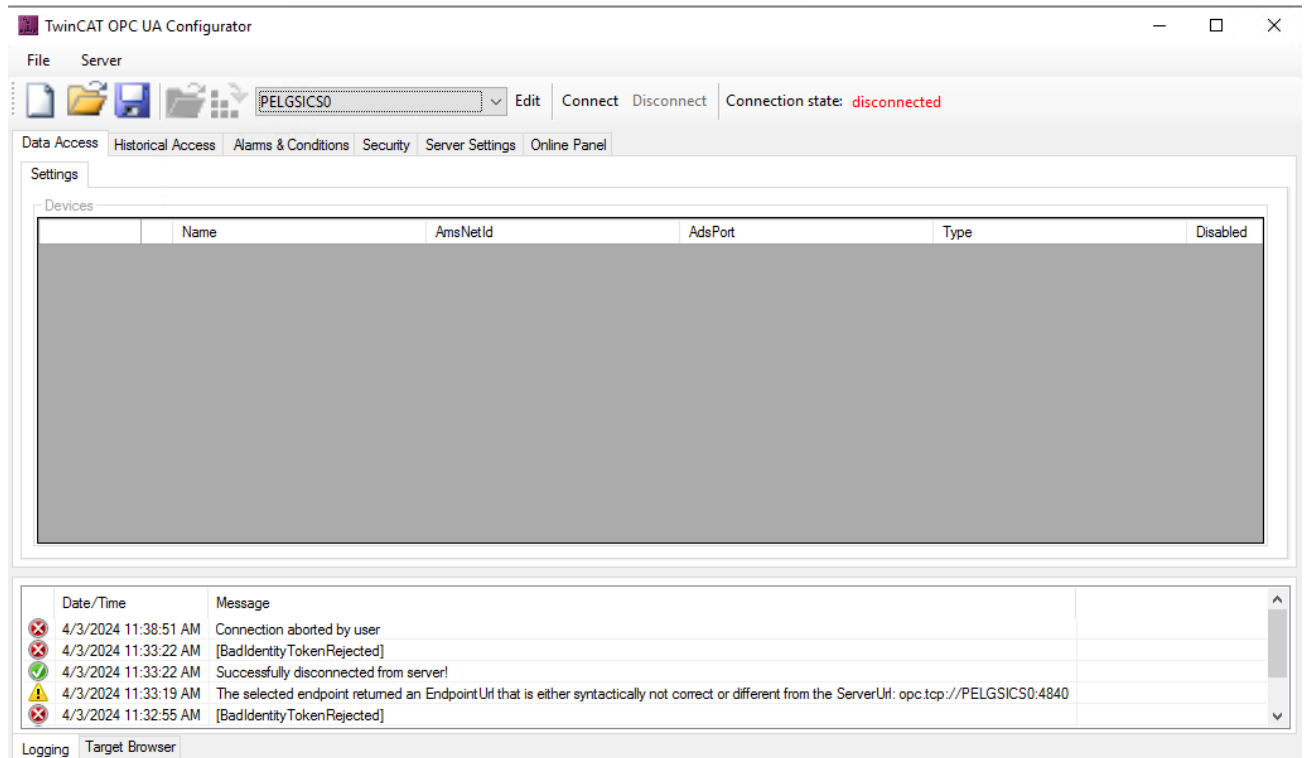 TwinCAT OPC UA Configurator
File Server
PELGSICS0 Edit Connect Disconnect Connection state: disconnected
Data Access Historical Access Alarms & Conditions Security Server Settings Online Panel
Settings
Devices
Name AmsNetId AdsPort Type Disabled
Date/Time Message
4/3/2024 11:38:51 AM Connection aborted by user
4/3/2024 11:33:22 AM [BadIdentityTokenRejected]
4/3/2024 11:33:22 AM Successfully disconnected from server!
4/3/2024 11:33:19 AM The selected endpoint returned an EndpointUrl that is either syntactically not correct or different from the ServerUrl: opc.tcp://PELGSICS0:4840
4/3/2024 11:32:55 AM [BadIdentityTokenRejected]
Logging Target Browser